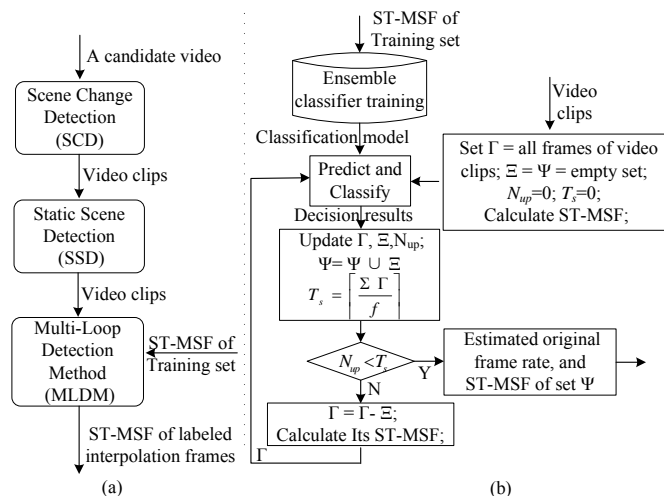 A candidate video
Scene Change
Detection
(SCD)
Video clips
Static Scene
Detection
(SSD)
Video clips
Multi-Loop
Detection
Method
(MLDM)
ST-MSF of
Training set
ST-MSF of labeled
interpolation frames
(a)
ST-MSF of
Training set
Ensemble
classifier training
Classification model
Video
clips
Set Γ = all frames of video
clips; Ξ = Ψ = empty set;
N_up=0; T_s=0;
Calculate ST-MSF;
Predict and
Classify
Decision results
Update Γ, Ξ,N_up;
Ψ= Ψ ∪ Ξ
T_s = ⌈Σ Γ / f⌉
N_up <T_s
Y
N
Estimated original
frame rate, and
ST-MSF of set Ψ
Γ = Γ- Ξ;
Calculate Its ST-MSF;
Γ
(b)